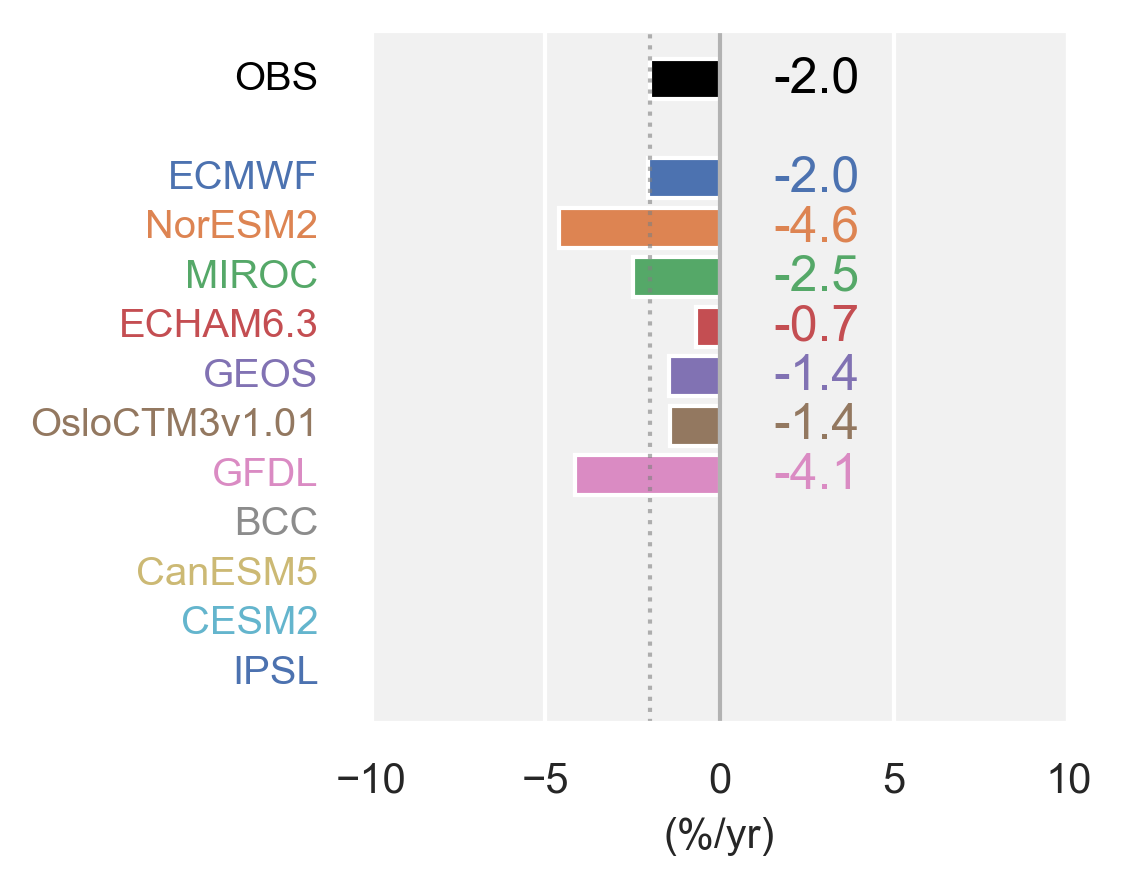 OBS -2.0
ECMWF -2.0
NorESM2 -4.6
MIROC -2.5
ECHAM6.3 -0.7
GEOS -1.4
OsloCTM3v1.01 -1.4
GFDL -4.1
BCC
CanESM5
CESM2
IPSL
−10 −5 0 5 10
(%/yr)